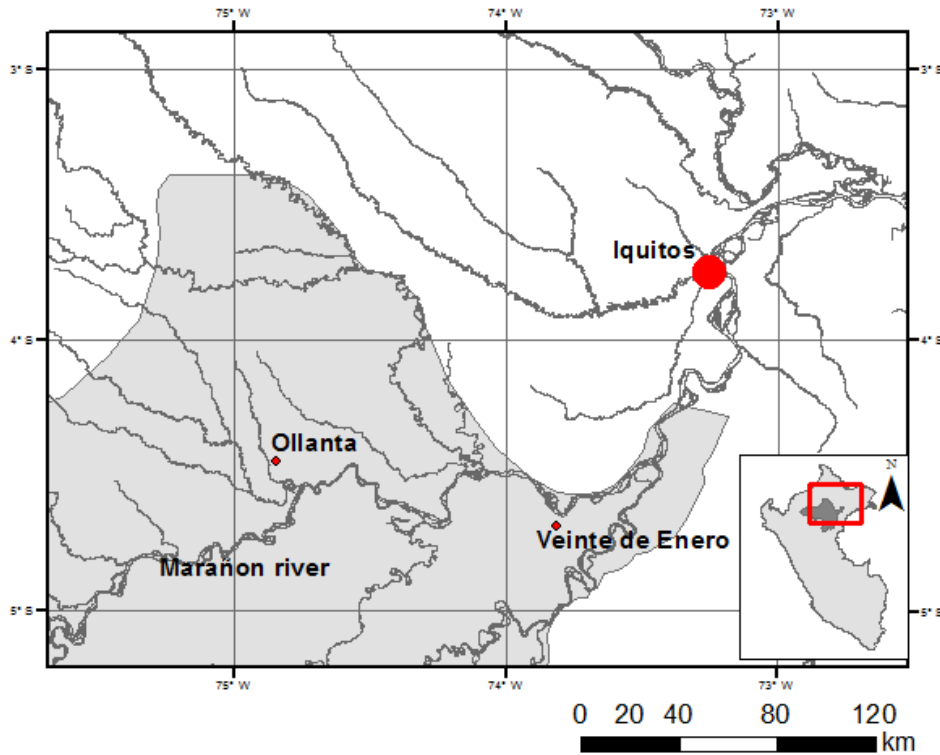 75° W 74° W 73° W
3° S 3° S
Iquitos
4° S 4° S
Ollanta
N
Veinte de Enero
Marañon river
5° S 5° S
75° W 74° W 73° W
0 20 40 80 120
km